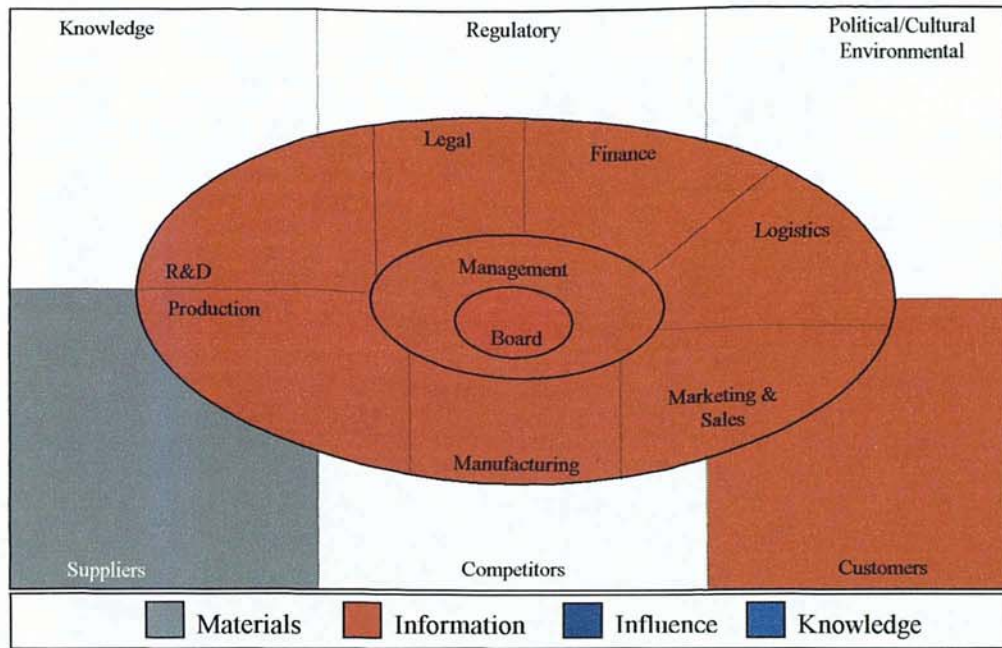 Knowledge
Regulatory
Political/Cultural
Environmental
Legal
Finance
Logistics
R&D
Management
Production
Board
Marketing &
Sales
Manufacturing
Suppliers
Competitors
Customers
Materials
Information
Influence
Knowledge